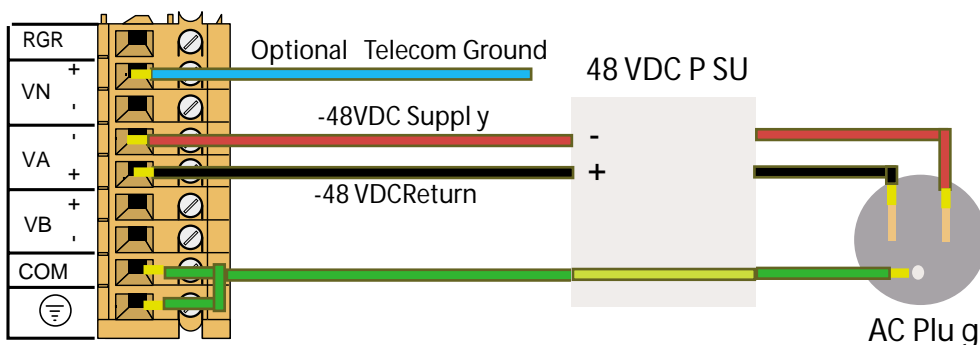 RGR
Optional Telecom Ground
48 VDC P SU
VN
+
-
-48VDC Suppl y
VA
-
+
-
+
-48 VDCReturn
VB
+
-
COM
AC Plu g